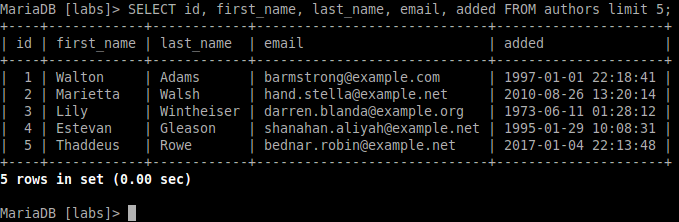 MariaDB [labs]> SELECT id, first_name, last_name, email, added FROM authors limit 5;
+----+------------+------------+-----------------------------+---------------------+
| id | first_name | last_name  | email                       | added               |
+----+------------+------------+-----------------------------+---------------------+
|  1 | Walton     | Adams      | barmstrong@example.com      | 1997-01-01 22:18:41 |
|  2 | Marietta   | Walsh      | hand.stella@example.net     | 2010-08-26 13:20:14 |
|  3 | Lily       | Wintheiser | darren.blanda@example.org   | 1973-06-11 01:28:12 |
|  4 | Estevan    | Gleason    | shanahan.aliyah@example.net | 1995-01-29 10:08:31 |
|  5 | Thaddeus   | Rowe       | bednar.robin@example.net    | 2017-01-04 22:13:48 |
+----+------------+------------+-----------------------------+---------------------+
5 rows in set (0.00 sec)
MariaDB [labs]>